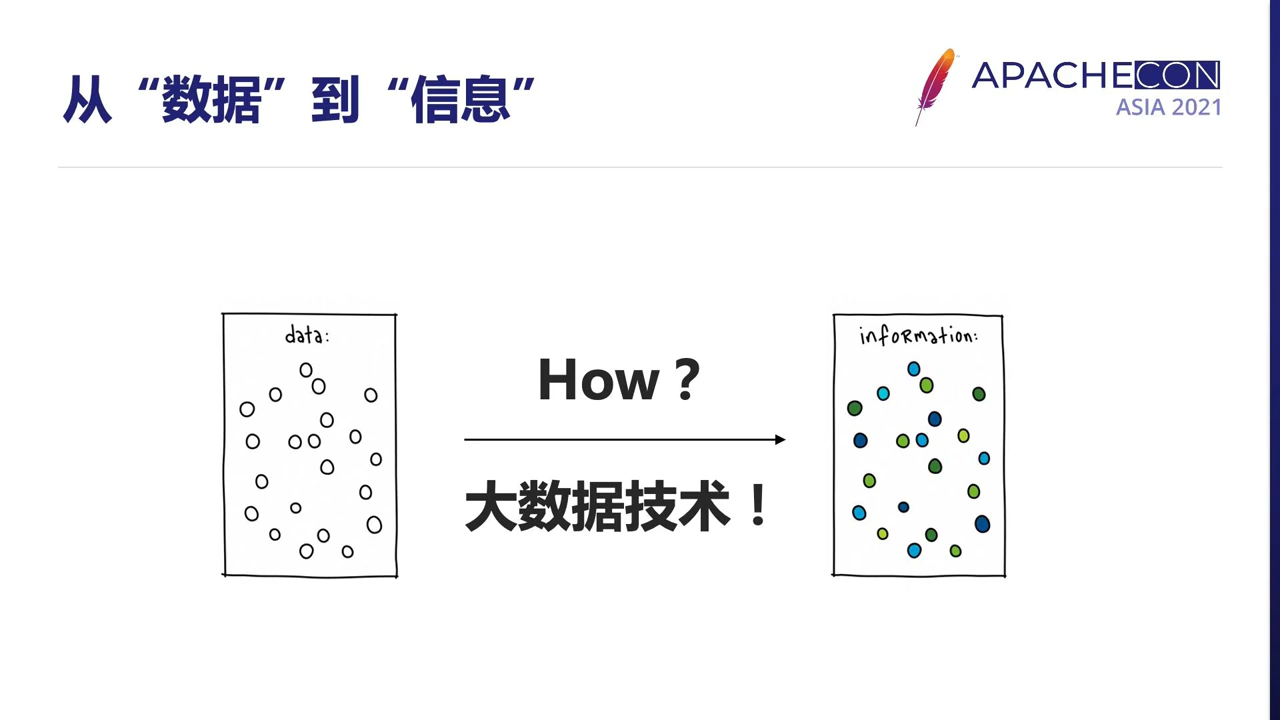 从“数据”到“信息”
APACHECON
ASIA 2021
data:
How？
大数据技术！
information: